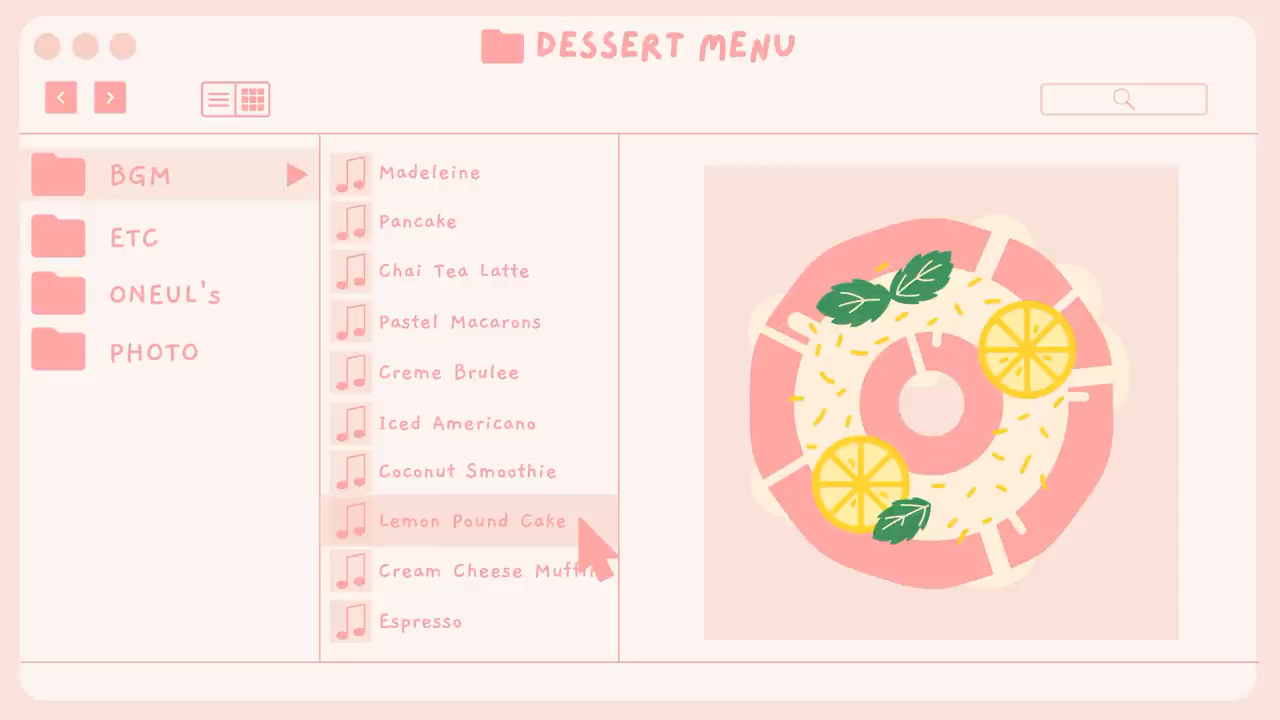 DESSERT MENU
BGM
ETC
ONEUL's
PHOTO
Madeleine
Pancake
Chai Tea Latte
Pastel Macarons
Creme Brulee
Iced Americano
Coconut Smoothie
Lemon Pound Cake
Cream Cheese Muffin
Espresso